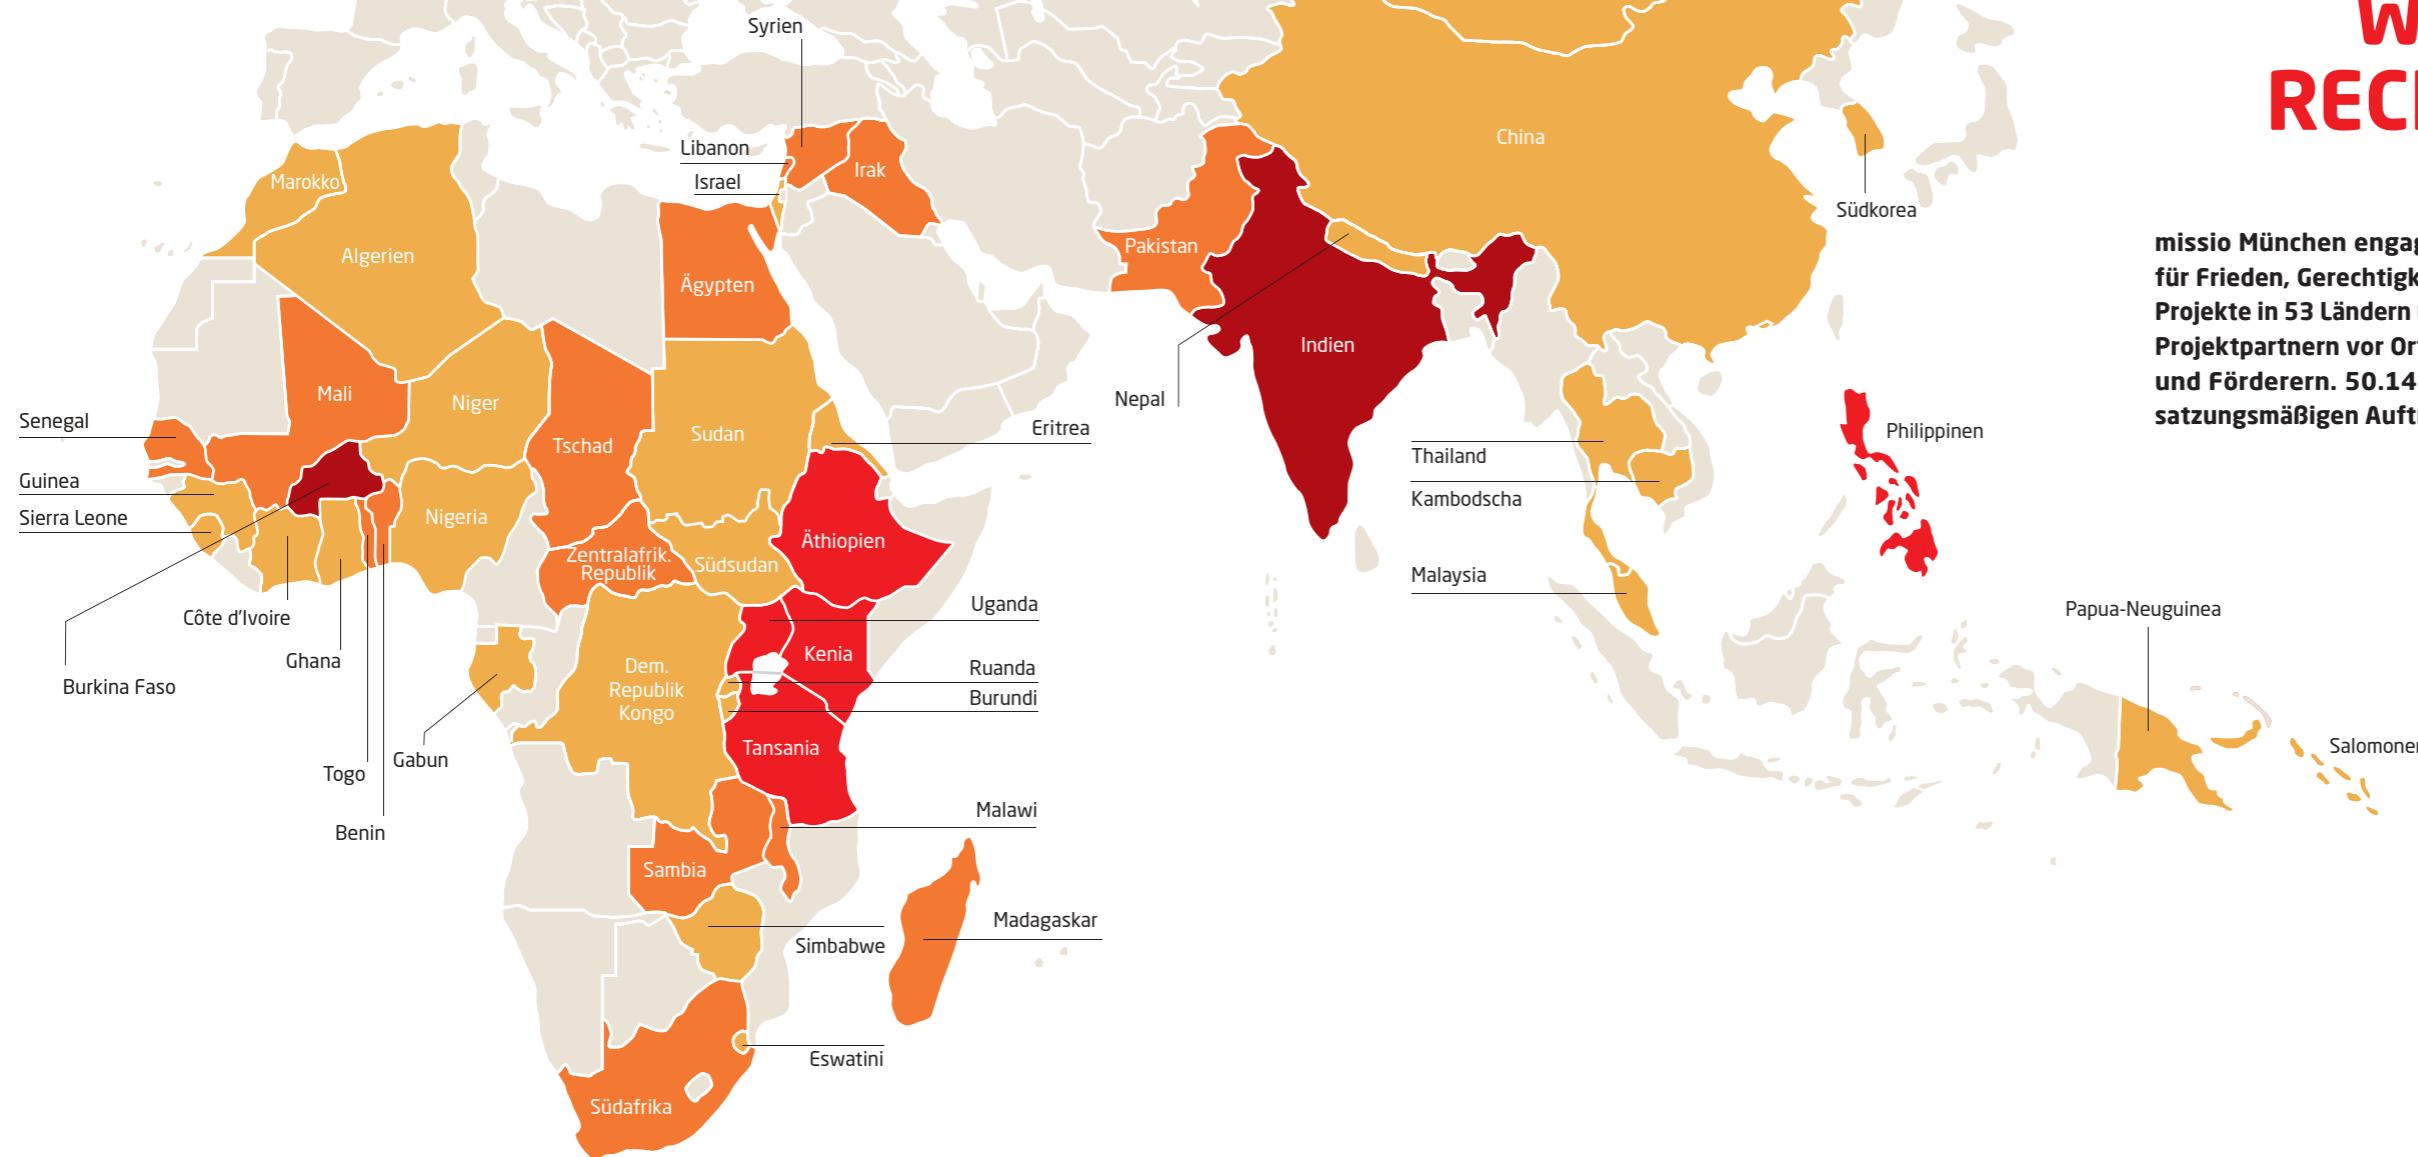 Syrien
Libanon
Israel
Irak
Marokko
Algerien
Ägypten
Mali
Niger
Tschad
Sudan
Eritrea
Senegal
Guinea
Sierra Leone
Nigeria
Zentralafrik.
Republik
Südsudan
Äthiopien
Côte d'Ivoire
Ghana
Burkina Faso
Togo
Gabun
Benin
Dem.
Republik
Kongo
Uganda
Kenia
Ruanda
Burundi
Tansania
Malawi
Sambia
Simbabwe
Madagaskar
Eswatini
Südafrika
China
Südkorea
Pakistan
Indien
Nepal
Thailand
Kambodscha
Malaysia
Philippinen
Papua-Neuguinea
Salomone
W
REC
missio München engag
für Frieden, Gerechtigk
Projekte in 53 Ländern
Projektpartnern vor Or
und Förderern. 50.14
satzungsmäßigen Auft